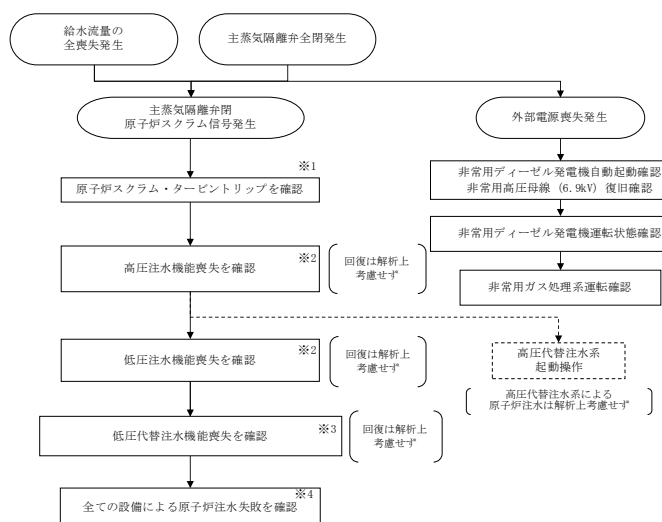 給水流量の
全喪失発生
主蒸気隔離弁全閉発生
主蒸気隔離弁閉
原子炉スクラム信号発生
外部電源喪失発生
※1
原子炉スクラム・タービントリップを確認
非常用ディーゼル発電機自動起動確認
非常用高圧母線 (6.9kV) 復旧確認
非常用ディーゼル発電機運転状態確認
※2
高圧注水機能喪失を確認
回復は解析上
考慮せず
非常用ガス処理系運転確認
※2
低圧注水機能喪失を確認
回復は解析上
考慮せず
高圧代替注水系
起動操作
高圧代替注水系による
原子炉注水は解析上考慮せず
※3
低圧代替注水機能喪失を確認
回復は解析上
考慮せず
※4
全ての設備による原子炉注水失敗を確認